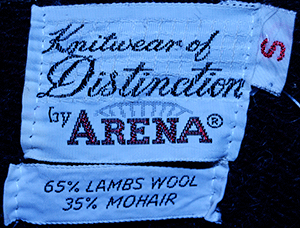 Knitwear of
Distinction
by ARENA®
S
65% LAMBS WOOL
35% MOHAIR